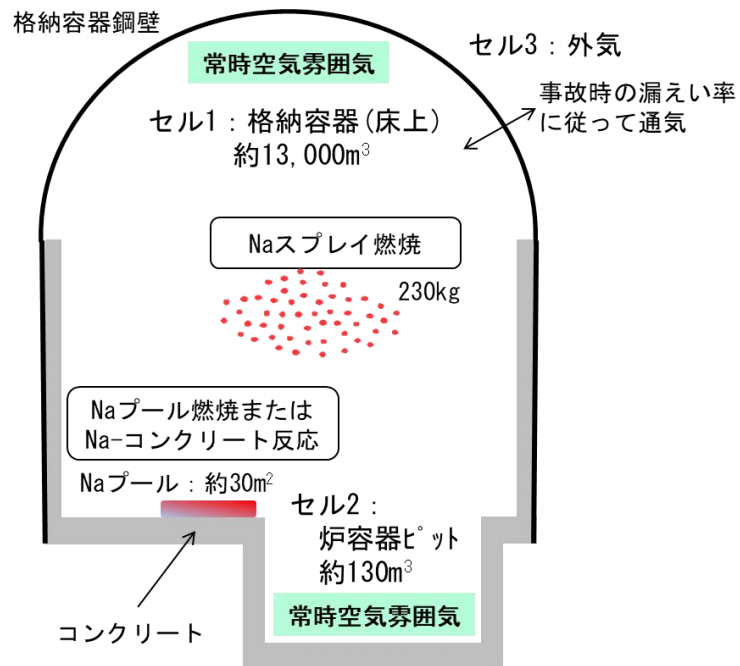 格納容器鋼壁
常時空気雰囲気
セル3：外気
事故時の漏えい率
に従って通気
セル1：格納容器(床上)
約13,000m³
Naスプレイ燃焼
230kg
Naプール燃焼または
Na-コンクリート反応
Naプール：約30m²
セル2：
炉容器ﾋﾟｯﾄ
約130m³
常時空気雰囲気
コンクリート